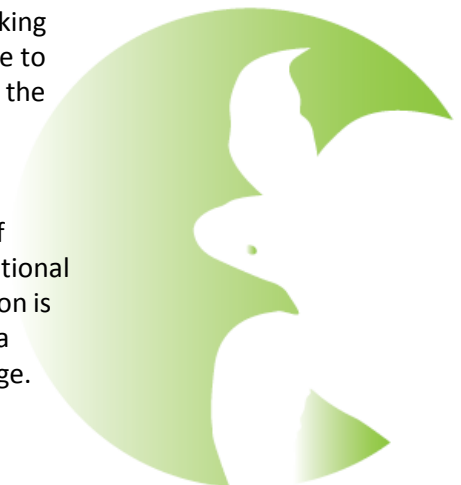 king
e to
the
f
tional
on is
a
ge.